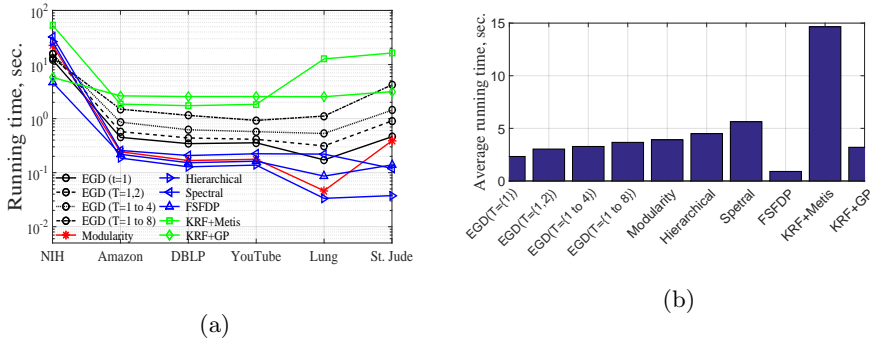 Running time, sec.
10^2
10^1
10^0
10^-1
10^-2
EGD (t=1)
EGD (T=1,2)
EGD (T=1 to 4)
EGD (T=1 to 8)
Modularity
Hierarchical
Spectral
FSFDP
KRF+Metis
KRF+GP
NIH
Amazon
DBLP
YouTube
Lung
St. Jude
(a)
Average running time, sec.
15
10
5
0
EGD(T={1})
EGD(T={1,2})
EGD(T={1 to 4})
EGD(T={1 to 8})
Modularity
Hierarchical
Spetral
FSFDP
KRF+Metis
KRF+GP
(b)